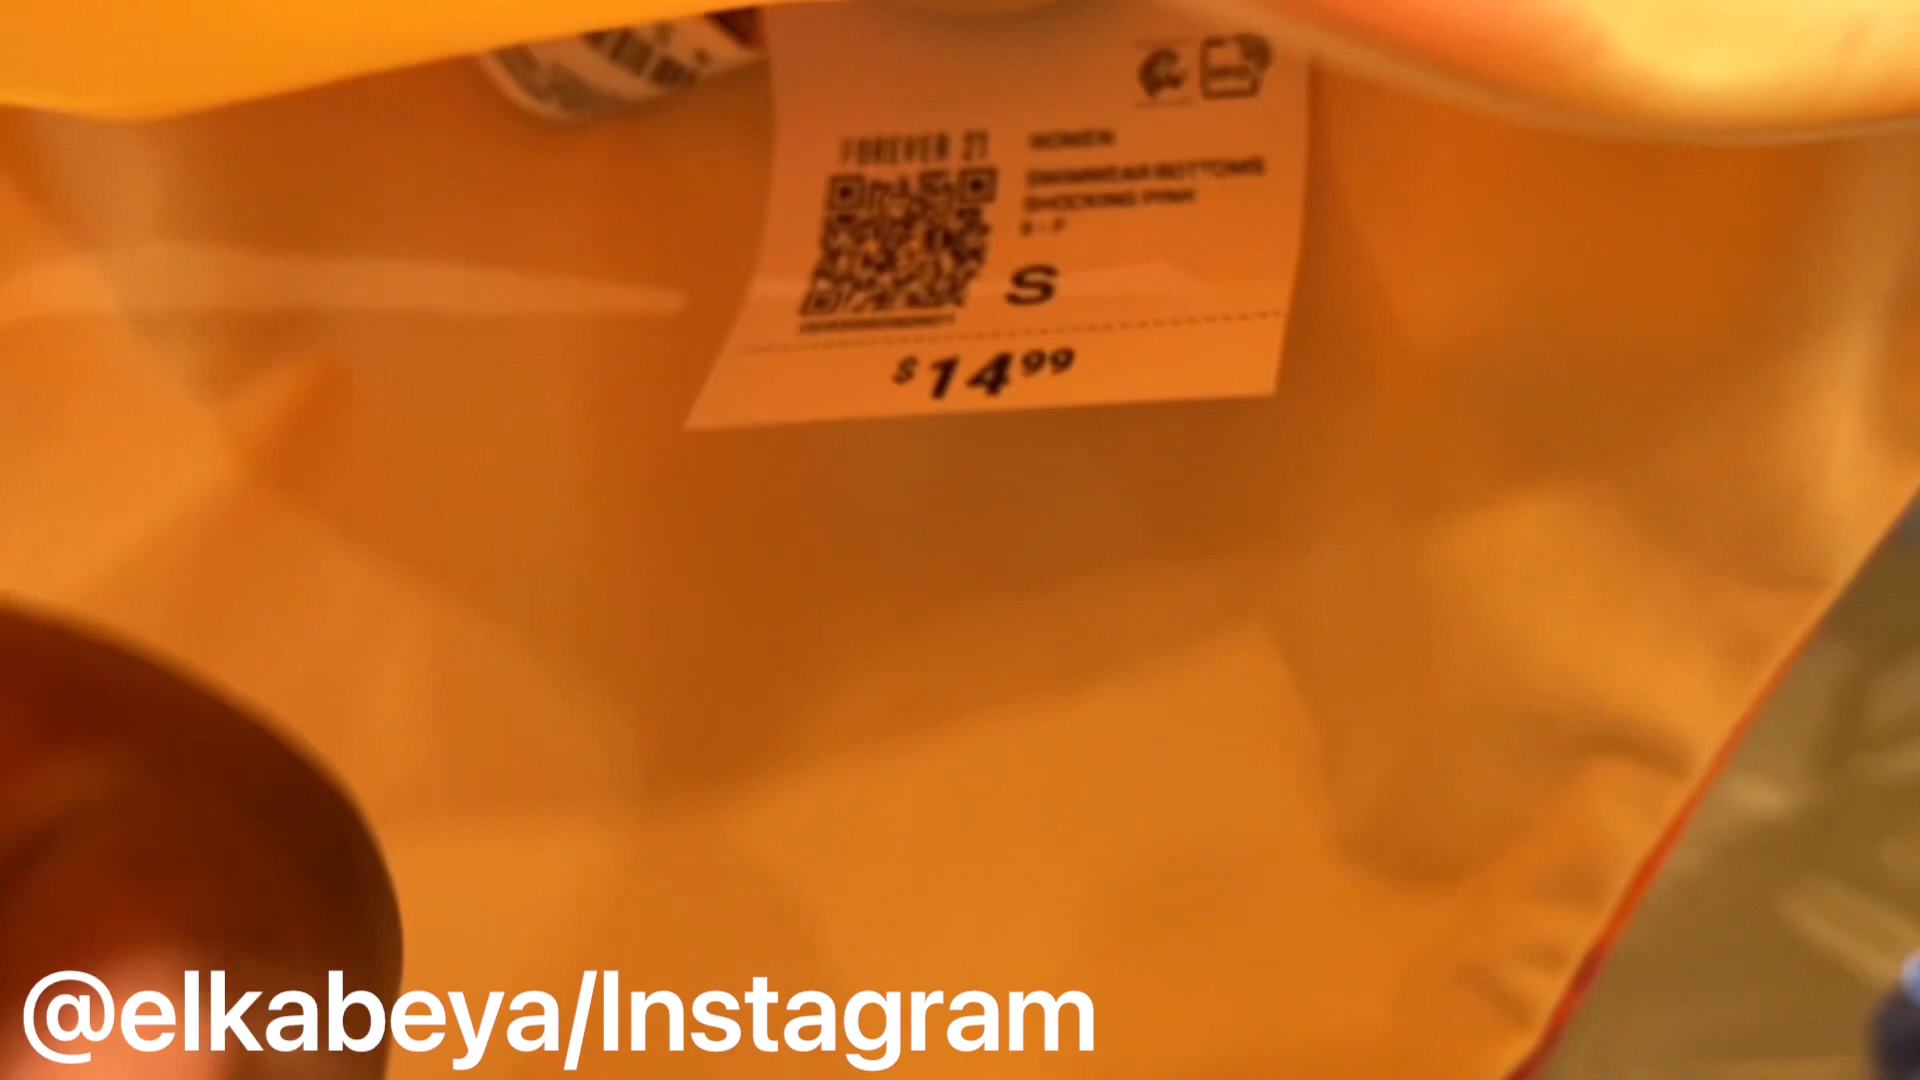 FOREVER 21
WOMEN
SWIMWEAR BOTTOMS
SHOCKING PINK
S
$14.99
@elkabeya/Instagram